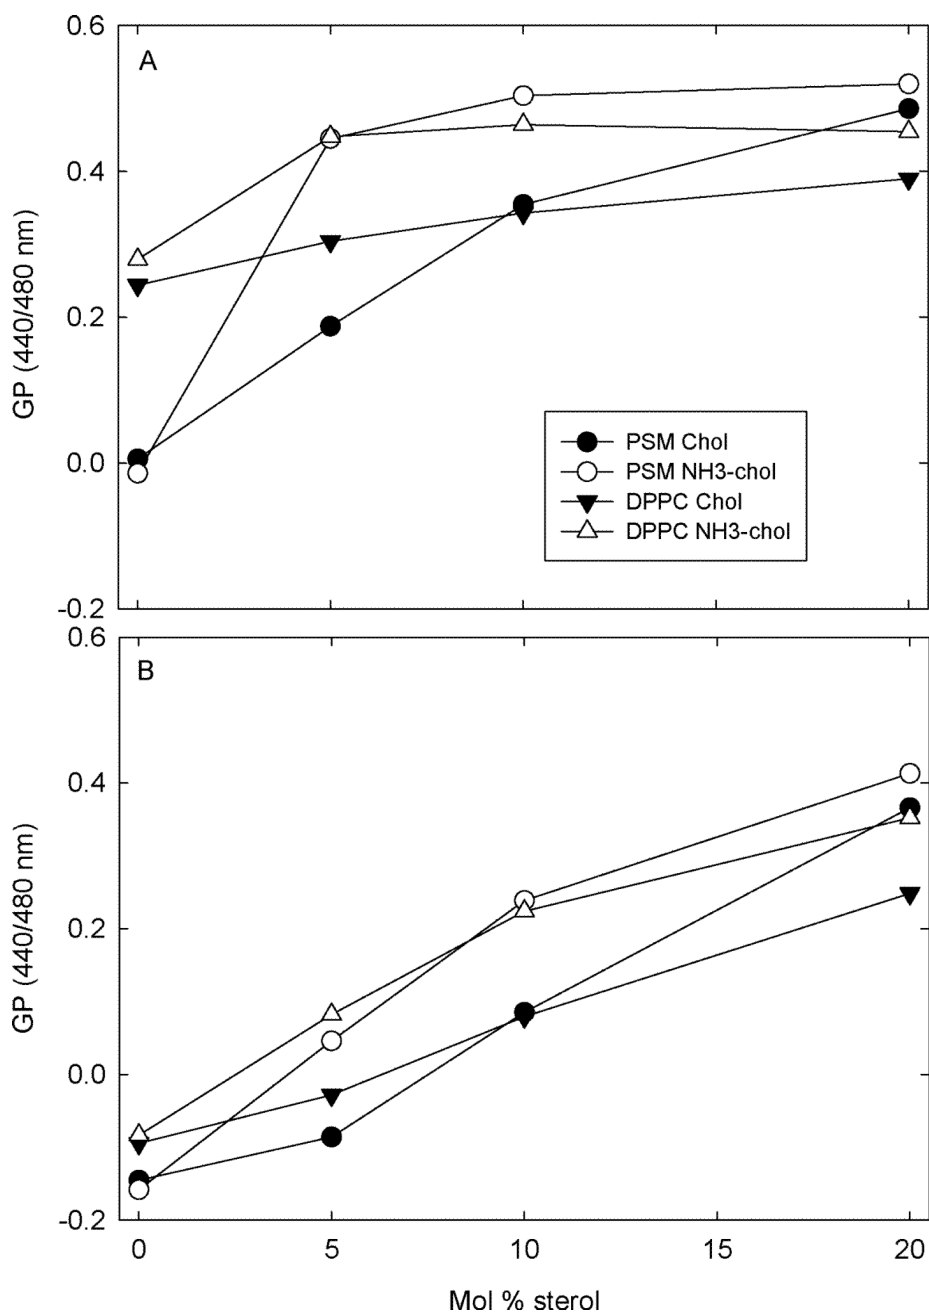 0.6
A
0.4
0.2
0.0
-0.2
GP (440/480 nm)
PSM Chol
PSM NH3-chol
DPPC Chol
DPPC NH3-chol
0.6
B
0.4
0.2
0.0
-0.2
GP (440/480 nm)
0 5 10 15 20
Mol % sterol